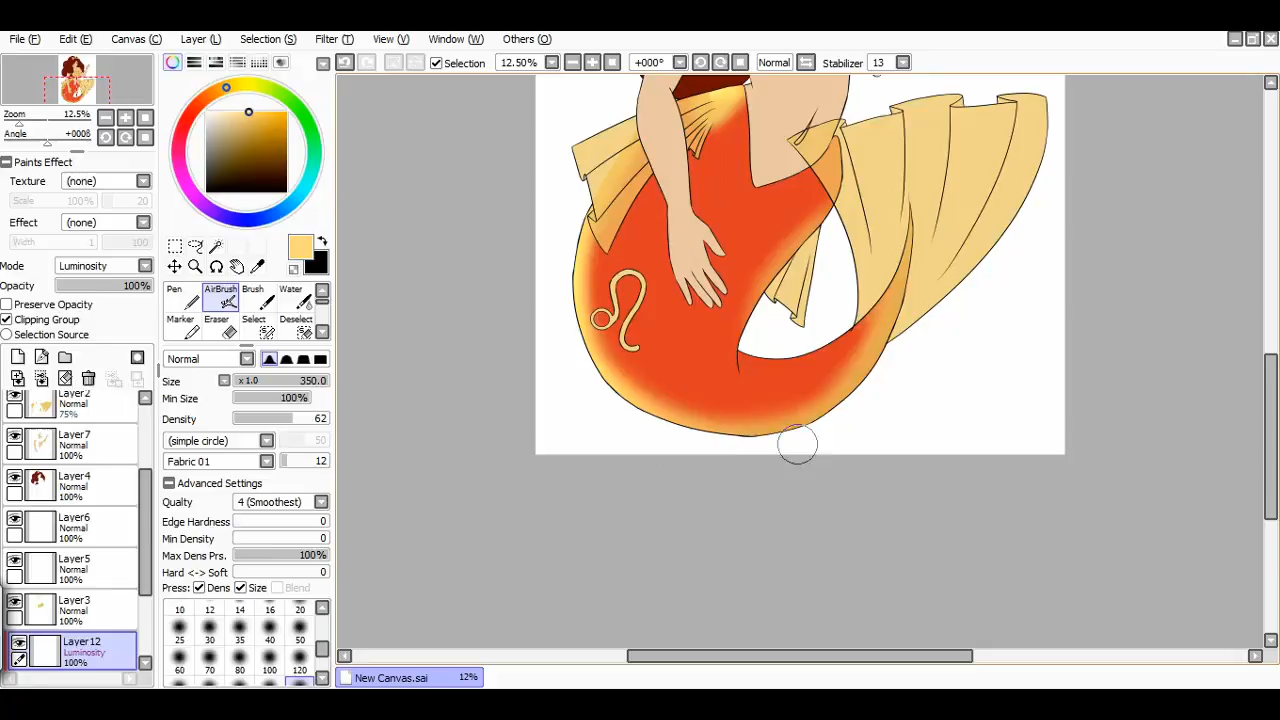 File (F) Edit (E) Canvas (C) Layer (L) Selection (S) Filter (T) View (V) Window (W) Others (O)
Selection 12.50% +000° Normal Stabilizer 13
Zoom 12.5%
Angle +000θ
Paints Effect
Texture (none)
Scale 100% 20
Effect (none)
Width 1 100
Mode Luminosity
Opacity 100%
Preserve Opacity
Clipping Group
Selection Source
Layer2
Normal
75%
Layer7
Normal
100%
Layer4
Normal
100%
Layer6
Normal
100%
Layer5
Normal
100%
Layer3
Normal
100%
Layer12
Luminosity
100%
Pen AirBrush Brush Water
Marker Eraser Select Deselect
Normal
Size x 1.0 350.0
Min Size 100%
Density 62
(simple circle) 50
Fabric 01 12
Advanced Settings
Qualty 4 (Smoothest)
Edge Hardness 0
Min Density 0
Max Dens Prs. 100%
Hard <-> Soft 0
Press: Dens Size Blend
10 12 14 16 20
25 30 35 40 50
60 70 80 100 120
New Canvas.sai 12%